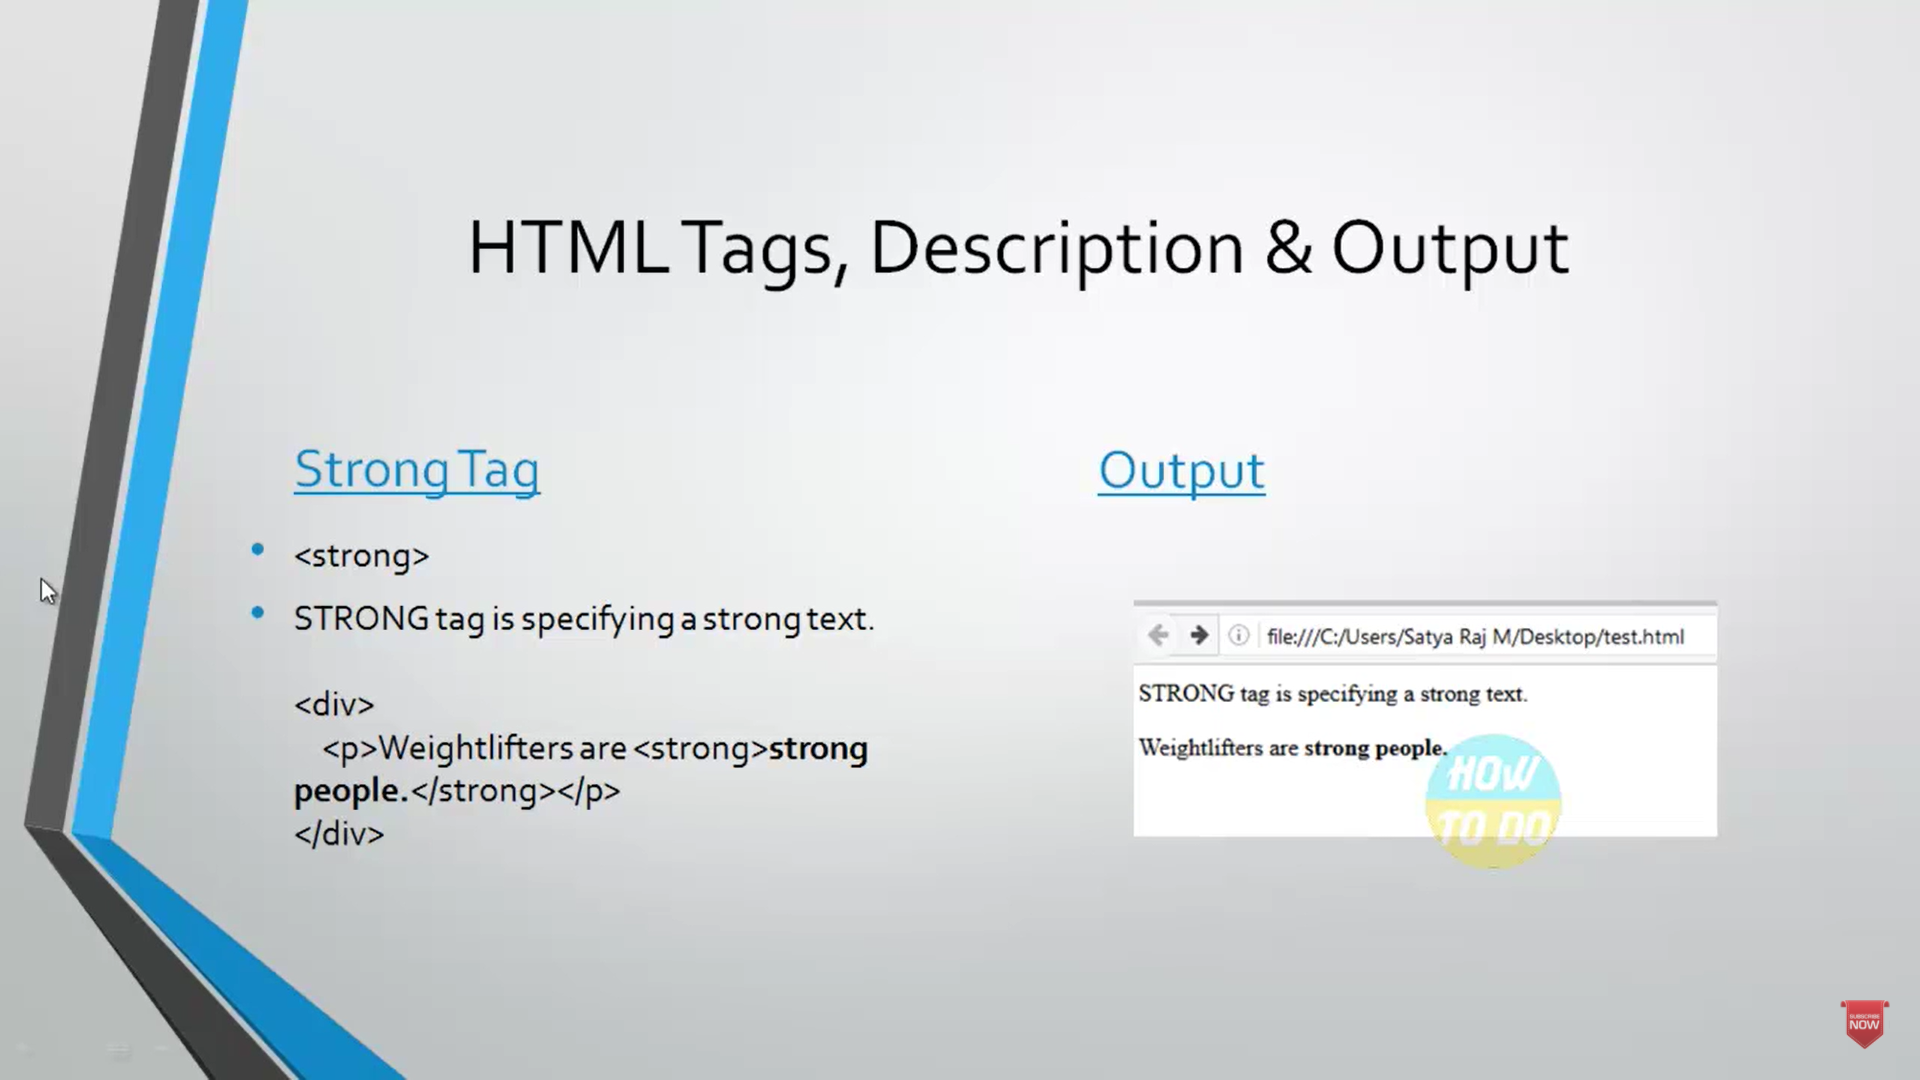 HTML Tags, Description & Output
Strong Tag
<strong>
STRONG tag is specifying a strong text.
<div>
<p>Weightlifters are <strong>strong
people.</strong></p>
</div>
Output
file:///C:/Users/Satya Raj M/Desktop/test.html
STRONG tag is specifying a strong text.
Weightlifters are strong people.
HOW
TO DO
SUBSCRIBE
NOW